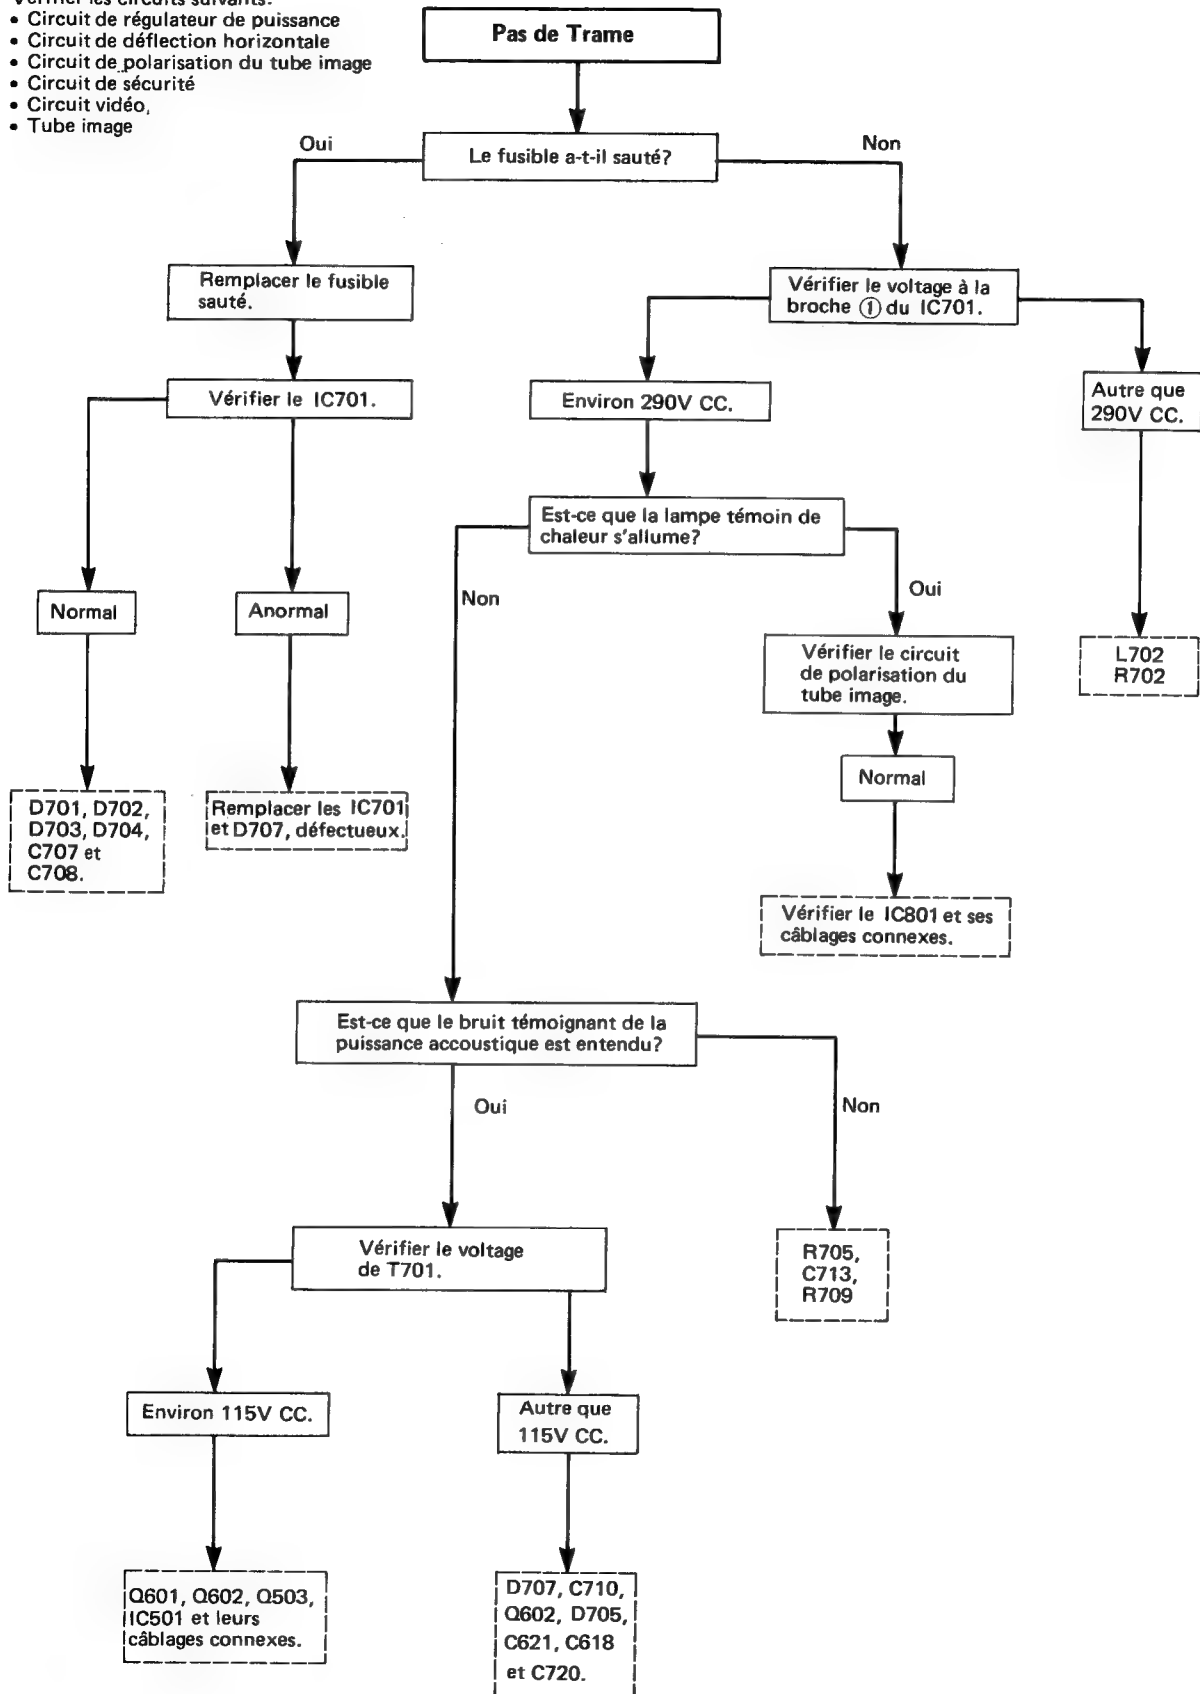 Vérifier les circuits suivants:
• Circuit de régulateur de puissance
• Circuit de déflection horizontale
• Circuit de polarisation du tube image
• Circuit de sécurité
• Circuit vidéo,
• Tube image
Pas de Trame
Le fusible a-t-il sauté?
Oui
Non
Remplacer le fusible
sauté.
Vérifier le voltage à la
broche ① du IC701.
Vérifier le IC701.
Environ 290V CC.
Autre que
290V CC.
Est-ce que la lampe témoin de
chaleur s'allume?
Normal
Anormal
Non
Oui
Vérifier le circuit
de polarisation du
tube image.
L702
R702
Normal
D701, D702,
D703, D704,
C707 et
C708.
Remplacer les IC701
et D707, défectueux.
Vérifier le IC801 et ses
câblages connexes.
Est-ce que le bruit témoignant de la
puissance accoustique est entendu?
Oui
Non
Vérifier le voltage
de T701.
R705,
C713,
R709
Environ 115V CC.
Autre que
115V CC.
Q601, Q602, Q503,
IC501 et leurs
câblages connexes.
D707, C710,
Q602, D705,
C621, C618
et C720.